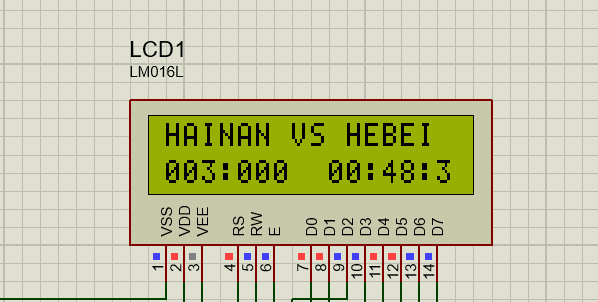 LCD1
LM016L
HAINAN VS HEBEI
003:000 00:48:3
VSS VDD VEE RS RW E D0 D1 D2 D3 D4 D5 D6 D7
1 2 3 4 5 6 7 8 9 10 11 12 13 14